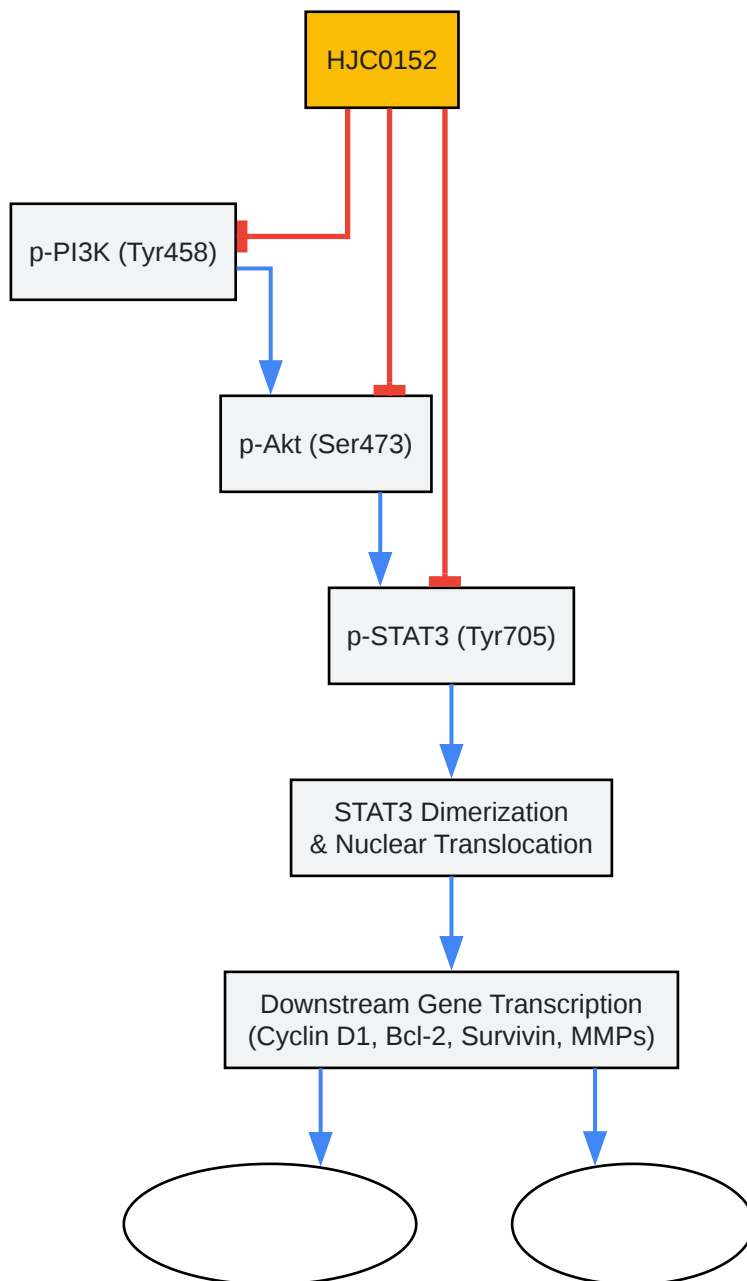 HJC0152
p-PI3K (Tyr458)
p-Akt (Ser473)
p-STAT3 (Tyr705)
STAT3 Dimerization
& Nuclear Translocation
Downstream Gene Transcription
(Cyclin D1, Bcl-2, Survivin, MMPs)